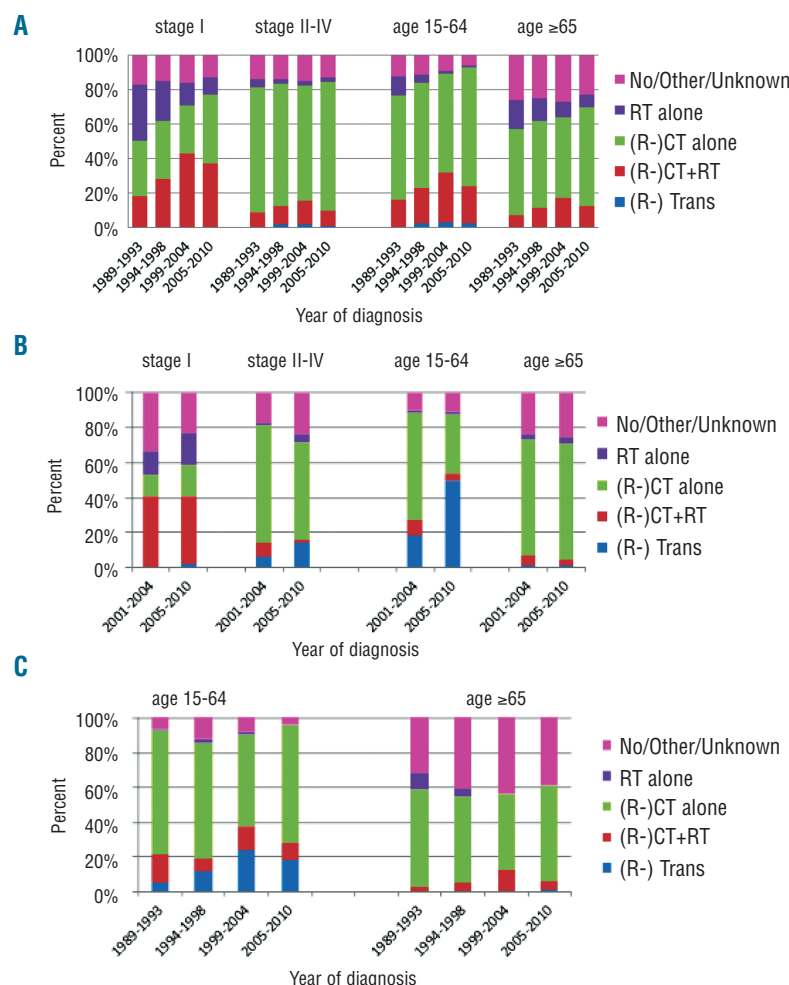 A
stage I
stage II-IV
age 15-64
age ≥65
100%
80%
60%
40%
20%
0%
Percent
1989-1993
1994-1998
1999-2004
2005-2010
1989-1993
1994-1998
1999-2004
2005-2010
1989-1993
1994-1998
1999-2004
2005-2010
1989-1993
1994-1998
1999-2004
2005-2010
Year of diagnosis
No/Other/Unknown
RT alone
(R-)CT alone
(R-)CT+RT
(R-) Trans
B
stage I
stage II-IV
age 15-64
age ≥65
100%
80%
60%
40%
20%
0%
Percent
2001-2004
2005-2010
2001-2004
2005-2010
2001-2004
2005-2010
2001-2004
2005-2010
Year of diagnosis
No/Other/Unknown
RT alone
(R-)CT alone
(R-)CT+RT
(R-) Trans
C
age 15-64
age ≥65
100%
80%
60%
40%
20%
0%
Percent
1989-1993
1994-1998
1999-2004
2005-2010
1989-1993
1994-1998
1999-2004
2005-2010
Year of diagnosis
No/Other/Unknown
RT alone
(R-)CT alone
(R-)CT+RT
(R-) Trans